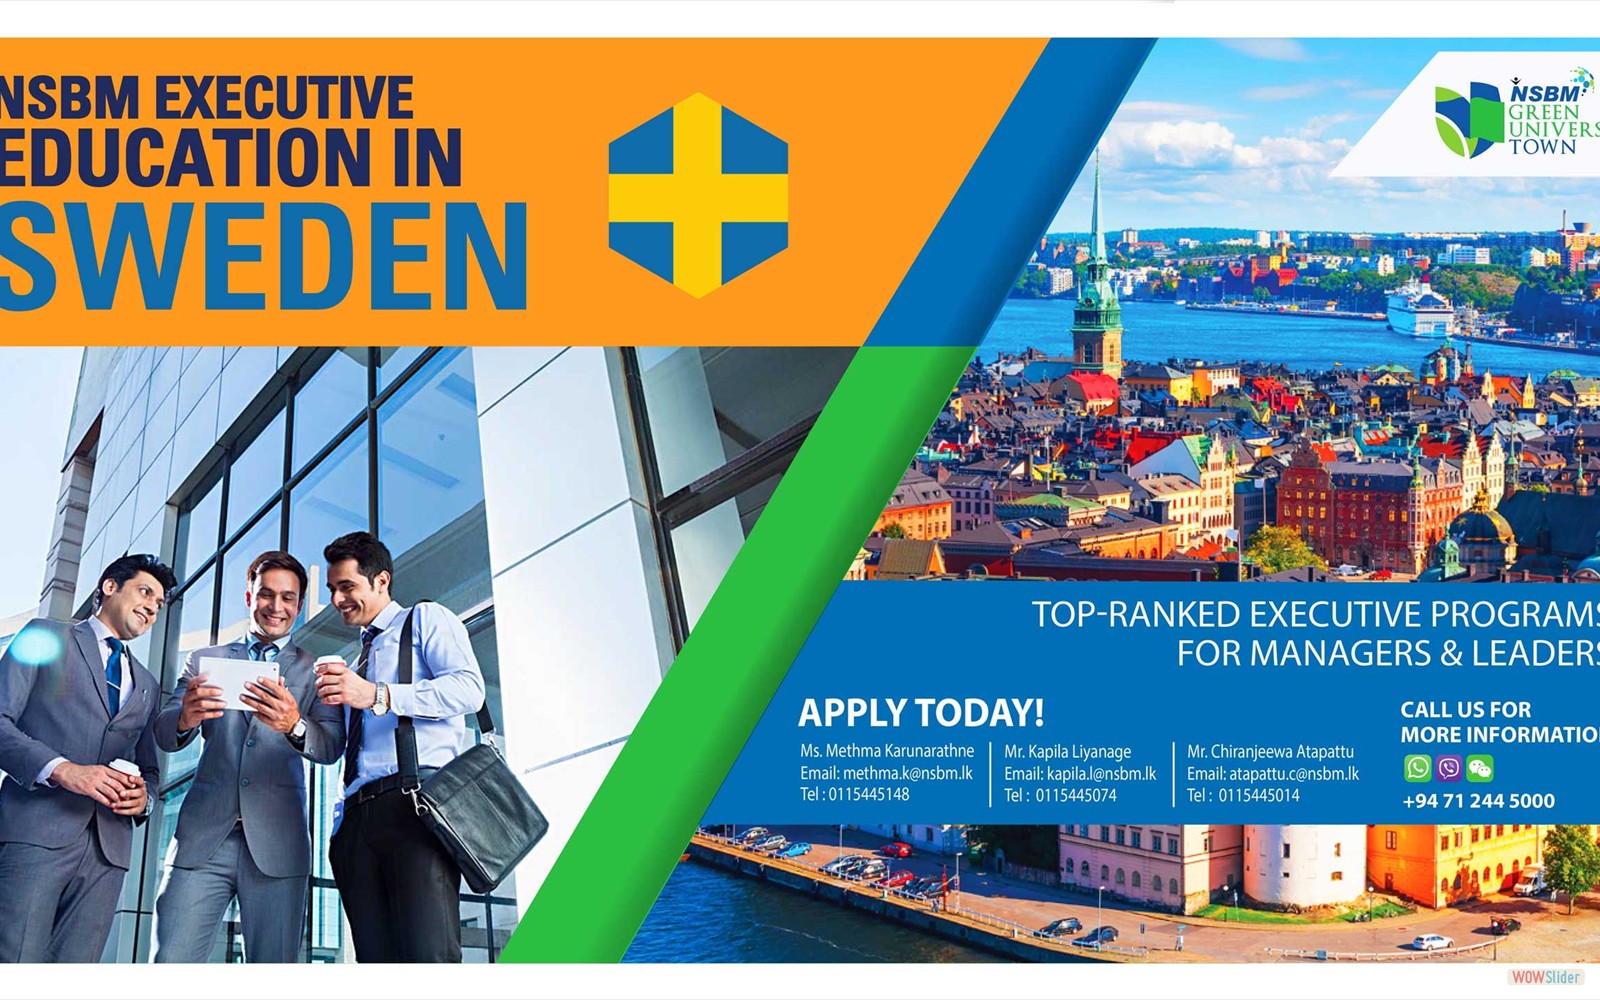 NSBM EXECUTIVE
EDUCATION IN
SWEDEN
NSBM
GREEN
UNIVERS
TOWN
TOP-RANKED EXECUTIVE PROGRAMS
FOR MANAGERS & LEADERS
APPLY TODAY!
Ms. Methma Karunarathne
Email: methma.k@nsbm.lk
Tel : 0115445148
Mr. Kapila Liyanage
Email: kapila.l@nsbm.lk
Tel : 0115445074
Mr. Chiranjeewa Atapattu
Email: atapattu.c@nsbm.lk
Tel : 0115445014
CALL US FOR
MORE INFORMATION
+94 71 244 5000
WOWSlider